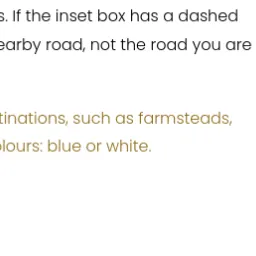 s. If the inset box has a dashed
earby road, not the road you are
tinations, such as farmsteads,
lours: blue or white.